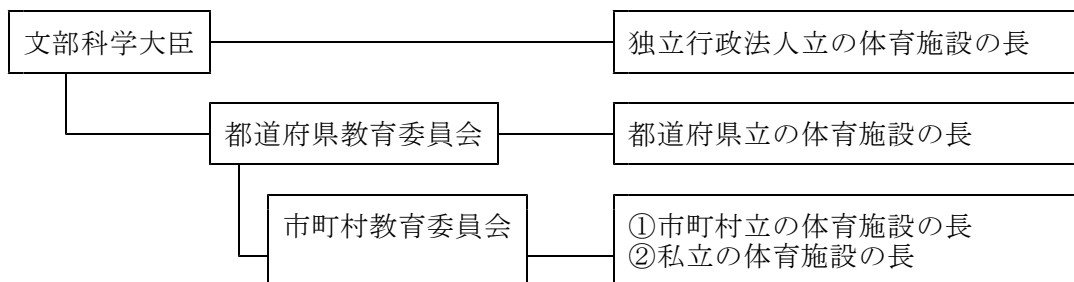 文部科学大臣
独立行政法人立の体育施設の長
都道府県教育委員会
都道府県立の体育施設の長
市町村教育委員会
①市町村立の体育施設の長
②私立の体育施設の長